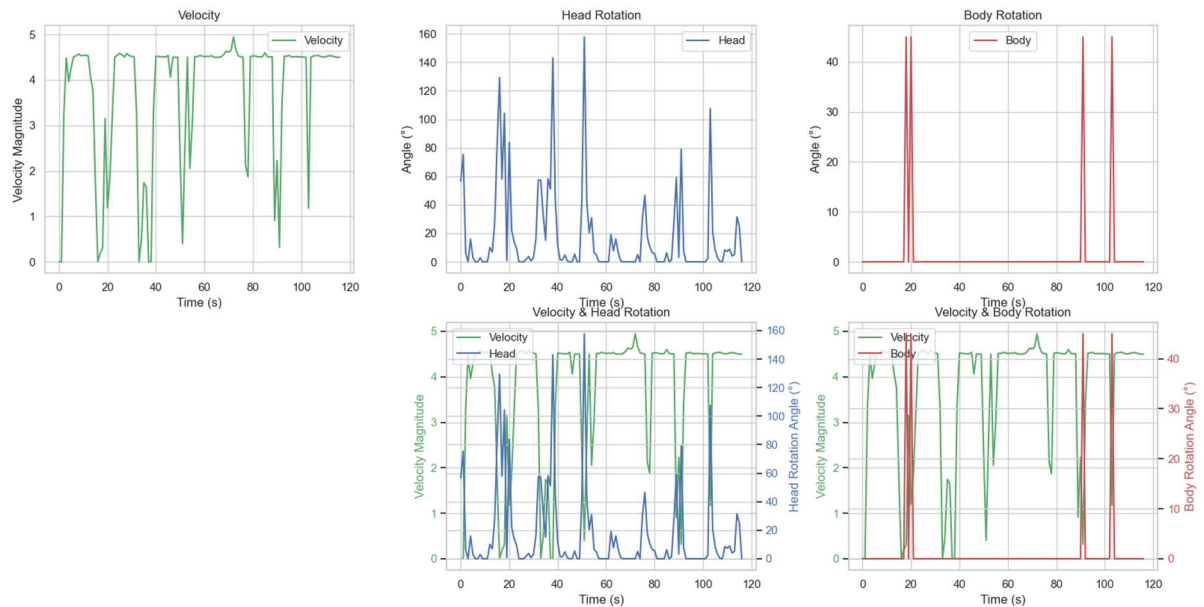 Velocity
Velocity
Velocity Magnitude
5
4
3
2
1
0
0 20 40 60 80 100 120
Time (s)
Head Rotation
Head
Angle (°)
160
140
120
100
80
60
40
20
0
0 20 40 60 80 100 120
Time (s)
Body Rotation
Body
Angle (°)
40
30
20
10
0
0 20 40 60 80 100 120
Time (s)
Velocity & Head Rotation
Velocity
Head
Velocity Magnitude
5
4
3
2
1
0
Head Rotation Angle (°)
160
140
120
100
80
60
40
20
0
0 20 40 60 80 100 120
Time (s)
Velocity & Body Rotation
Velocity
Body
Velocity Magnitude
5
4
3
2
1
0
Body Rotation Angle (°)
40
30
20
10
0
0 20 40 60 80 100 120
Time (s)